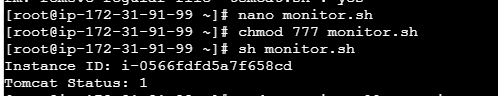 [root@ip-172-31-91-99 ~]# nano monitor.sh
[root@ip-172-31-91-99 ~]# chmod 777 monitor.sh
[root@ip-172-31-91-99 ~]# sh monitor.sh
Instance ID: i-0566fdfd5a7f658cd
Tomcat Status: 1